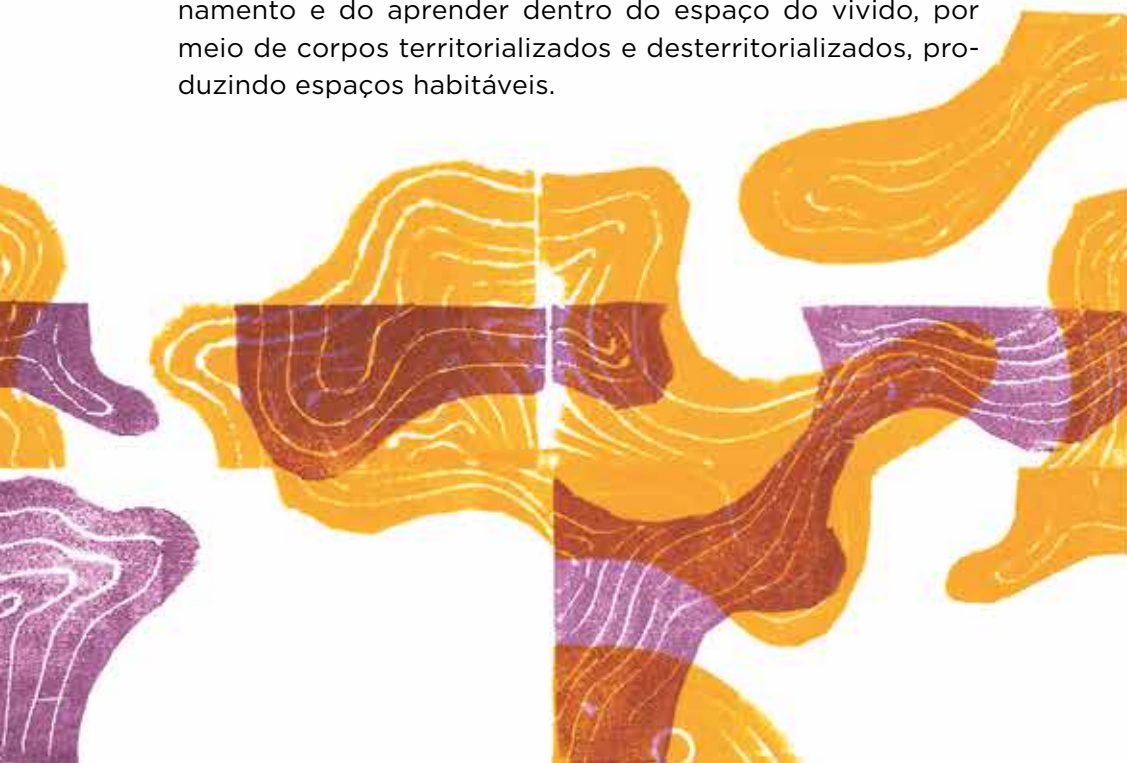 namento e do aprender dentro do espaço do vivido, por
meio de corpos territorializados e desterritorializados, pro-
duzindo espaços habitáveis.